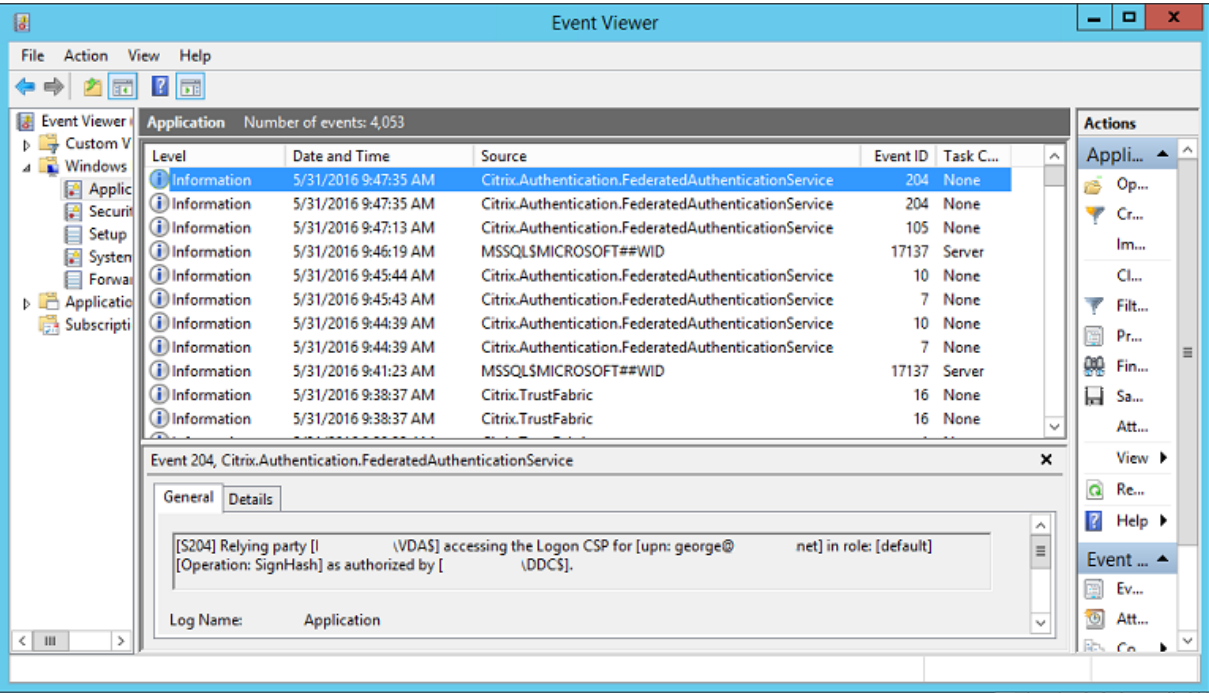 Event Viewer
File Action View Help
Event Viewer
Custom V
Windows
Applic
Securit
Setup
System
Forwar
Applicatio
Subscripti
Application Number of events: 4,053
Level Date and Time Source Event ID Task C...
Information 5/31/2016 9:47:35 AM Citrix.Authentication.FederatedAuthenticationService 204 None
Information 5/31/2016 9:47:35 AM Citrix.Authentication.FederatedAuthenticationService 204 None
Information 5/31/2016 9:47:13 AM Citrix.Authentication.FederatedAuthenticationService 105 None
Information 5/31/2016 9:46:19 AM MSSQL$MICROSOFT##WID 17137 Server
Information 5/31/2016 9:45:44 AM Citrix.Authentication.FederatedAuthenticationService 10 None
Information 5/31/2016 9:45:43 AM Citrix.Authentication.FederatedAuthenticationService 7 None
Information 5/31/2016 9:44:39 AM Citrix.Authentication.FederatedAuthenticationService 10 None
Information 5/31/2016 9:44:39 AM Citrix.Authentication.FederatedAuthenticationService 7 None
Information 5/31/2016 9:41:23 AM MSSQL$MICROSOFT##WID 17137 Server
Information 5/31/2016 9:38:37 AM Citrix.TrustFabric 16 None
Information 5/31/2016 9:38:37 AM Citrix.TrustFabric 16 None
Event 204, Citrix.Authentication.FederatedAuthenticationService
General Details
[S204] Relying party [ \VDA$] accessing the Logon CSP for [upn: george@ net] in role: [default]
[Operation: SignHash] as authorized by [ \DDC$].
Log Name: Application
Actions
Appli...
Op...
Cr...
Im...
Cl...
Filt...
Pr...
Fin...
Sa...
Att...
View
Re...
Help
Event ...
Ev...
Att...
Co...